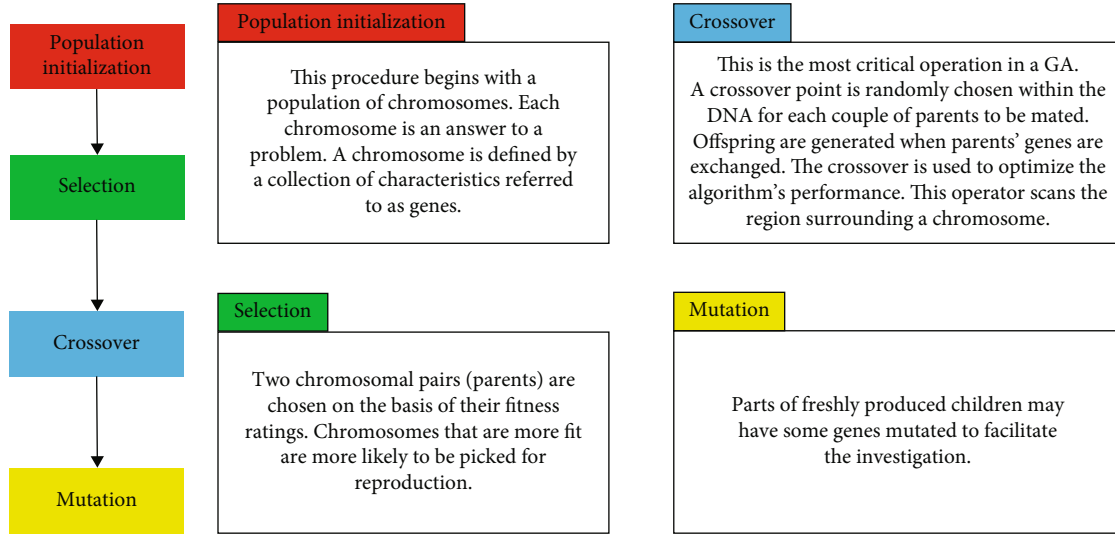 Population
initialization
Selection
Crossover
Mutation
Population initialization
This procedure begins with a
population of chromosomes. Each
chromosome is an answer to a
problem. A chromosome is defined by
a collection of characteristics referred
to as genes.
Crossover
This is the most critical operation in a GA.
A crossover point is randomly chosen within the
DNA for each couple of parents to be mated.
Offspring are generated when parents' genes are
exchanged. The crossover is used to optimize the
algorithm's performance. This operator scans the
region surrounding a chromosome.
Selection
Two chromosomal pairs (parents) are
chosen on the basis of their fitness
ratings. Chromosomes that are more fit
are more likely to be picked for
reproduction.
Mutation
Parts of freshly produced children may
have some genes mutated to facilitate
the investigation.